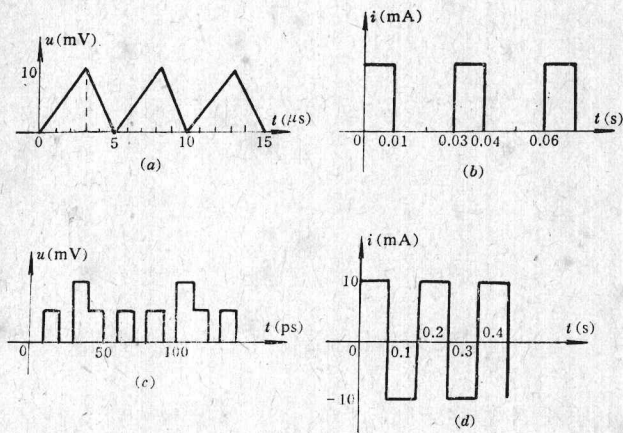 u(mV)
10
0 5 10 15
t(μs)
(a)
i(mA)
0 0.01 0.03 0.04 0.06
t(s)
(b)
u(mV)
0 50 100
t(ps)
(c)
i(mA)
10
0 0.1 0.2 0.3 0.4
t(s)
-10
(d)